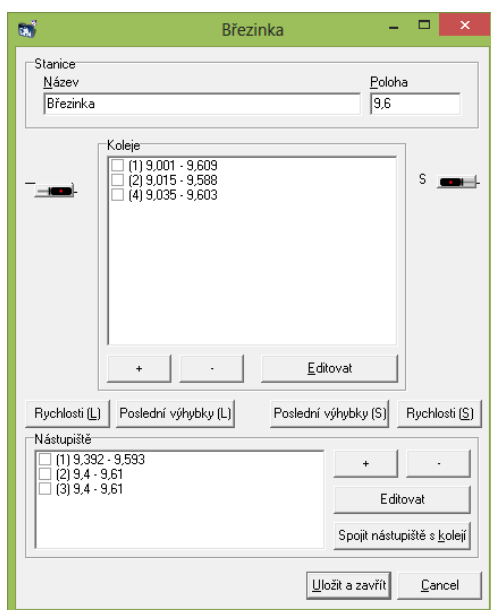 Březinka
Stanice
Název
Poloha
Březinka
9,6
Koleje
(1) 9,001 - 9,609
(2) 9,015 - 9,588
(4) 9,035 - 9,603
S
+ - Editovat
Rychlosti (L) Poslední výhybky (L) Poslední výhybky (S) Rychlosti (S)
Nástupiště
(1) 9,392 - 9,593
(2) 9,4 - 9,61
(3) 9,4 - 9,61
+ -
Editovat
Spojit nástupiště s kolejí
Uložit a zavřít Cancel